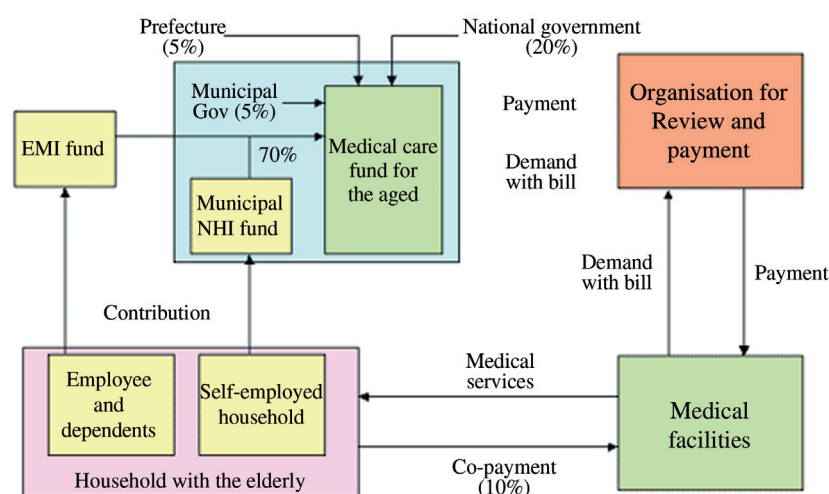 Prefecture
(5%)
National government
(20%)
Municipal
Gov (5%)
EMI fund
70%
Medical care
fund for
the aged
Municipal
NHI fund
Payment
Demand
with bill
Organisation for
Review and
payment
Demand
with bill
Payment
Contribution
Employee
and
dependents
Self-employed
household
Household with the elderly
Medical
services
Co-payment
(10%)
Medical
facilities